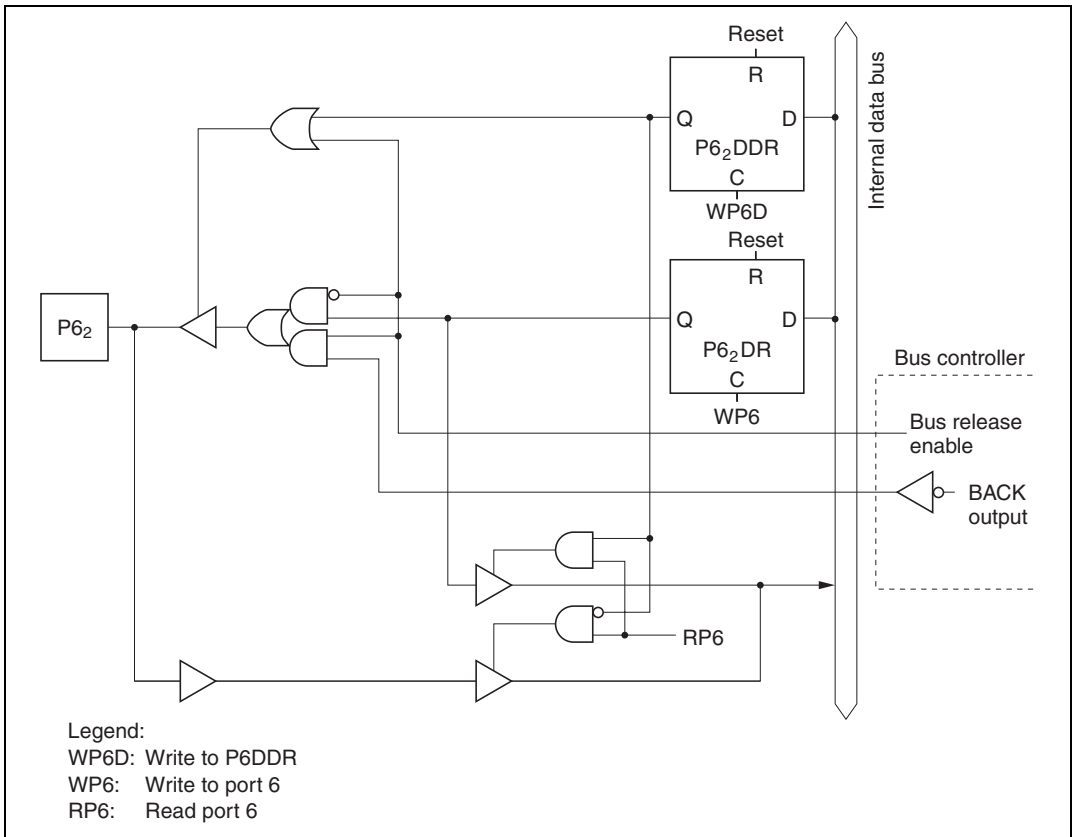 Reset
R
Q D
P6₂DDR
C
WP6D
Reset
R
Q D
P6₂DR
C
WP6
Internal data bus
P6₂
Bus controller
Bus release
enable
BACK
output
RP6
Legend:
WP6D: Write to P6DDR
WP6: Write to port 6
RP6: Read port 6